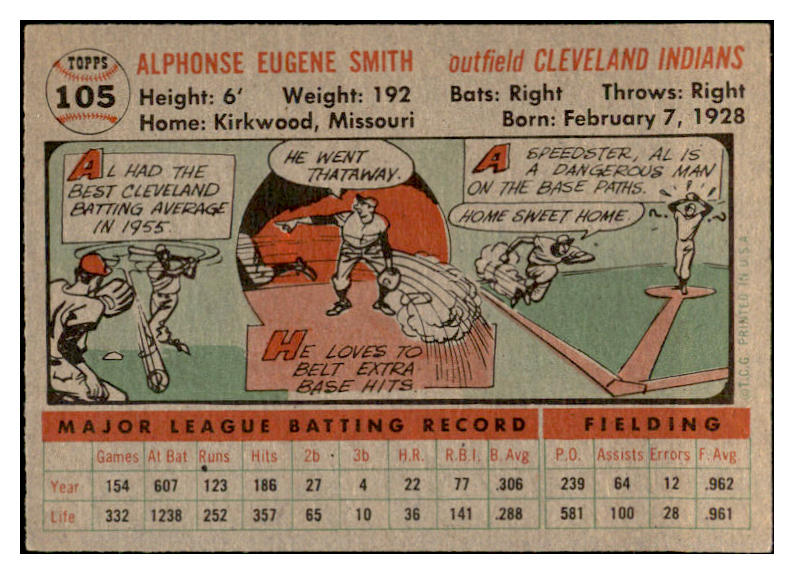 TOPPS
105
ALPHONSE EUGENE SMITH
outfield CLEVELAND INDIANS
Height: 6' Weight: 192
Bats: Right Throws: Right
Home: Kirkwood, Missouri
Born: February 7, 1928
AL HAD THE
BEST CLEVELAND
BATTING AVERAGE
IN 1955.
HE WENT
THATAWAY.
HE LOVES TO
BELT EXTRA
BASE HITS.
A SPEEDSTER, AL IS
A DANGEROUS MAN
ON THE BASE PATHS.
HOME SWEET HOME.
?
! ! ! !
?
©T.C.G. PRINTED IN U.S.A.
MAJOR LEAGUE BATTING RECORD
FIELDING
Games At Bat Runs Hits 2b 3b H.R. R.B.I. B. Avg P.O. Assists Errors F. Avg
Year 154 607 123 186 27 4 22 77 .306 239 64 12 .962
Life 332 1238 252 357 65 10 36 141 .288 581 100 28 .961